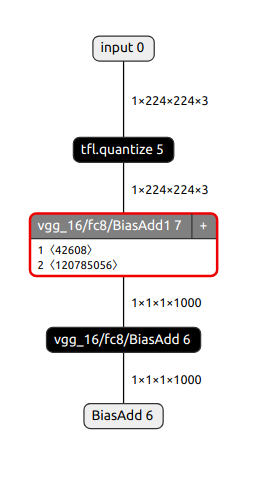 input 0
1×224×224×3
tfl.quantize 5
1×224×224×3
vgg_16/fc8/BiasAdd1 7 +
1〈42608〉
2〈120785056〉
1×1×1×1000
vgg_16/fc8/BiasAdd 6
1×1×1×1000
BiasAdd 6